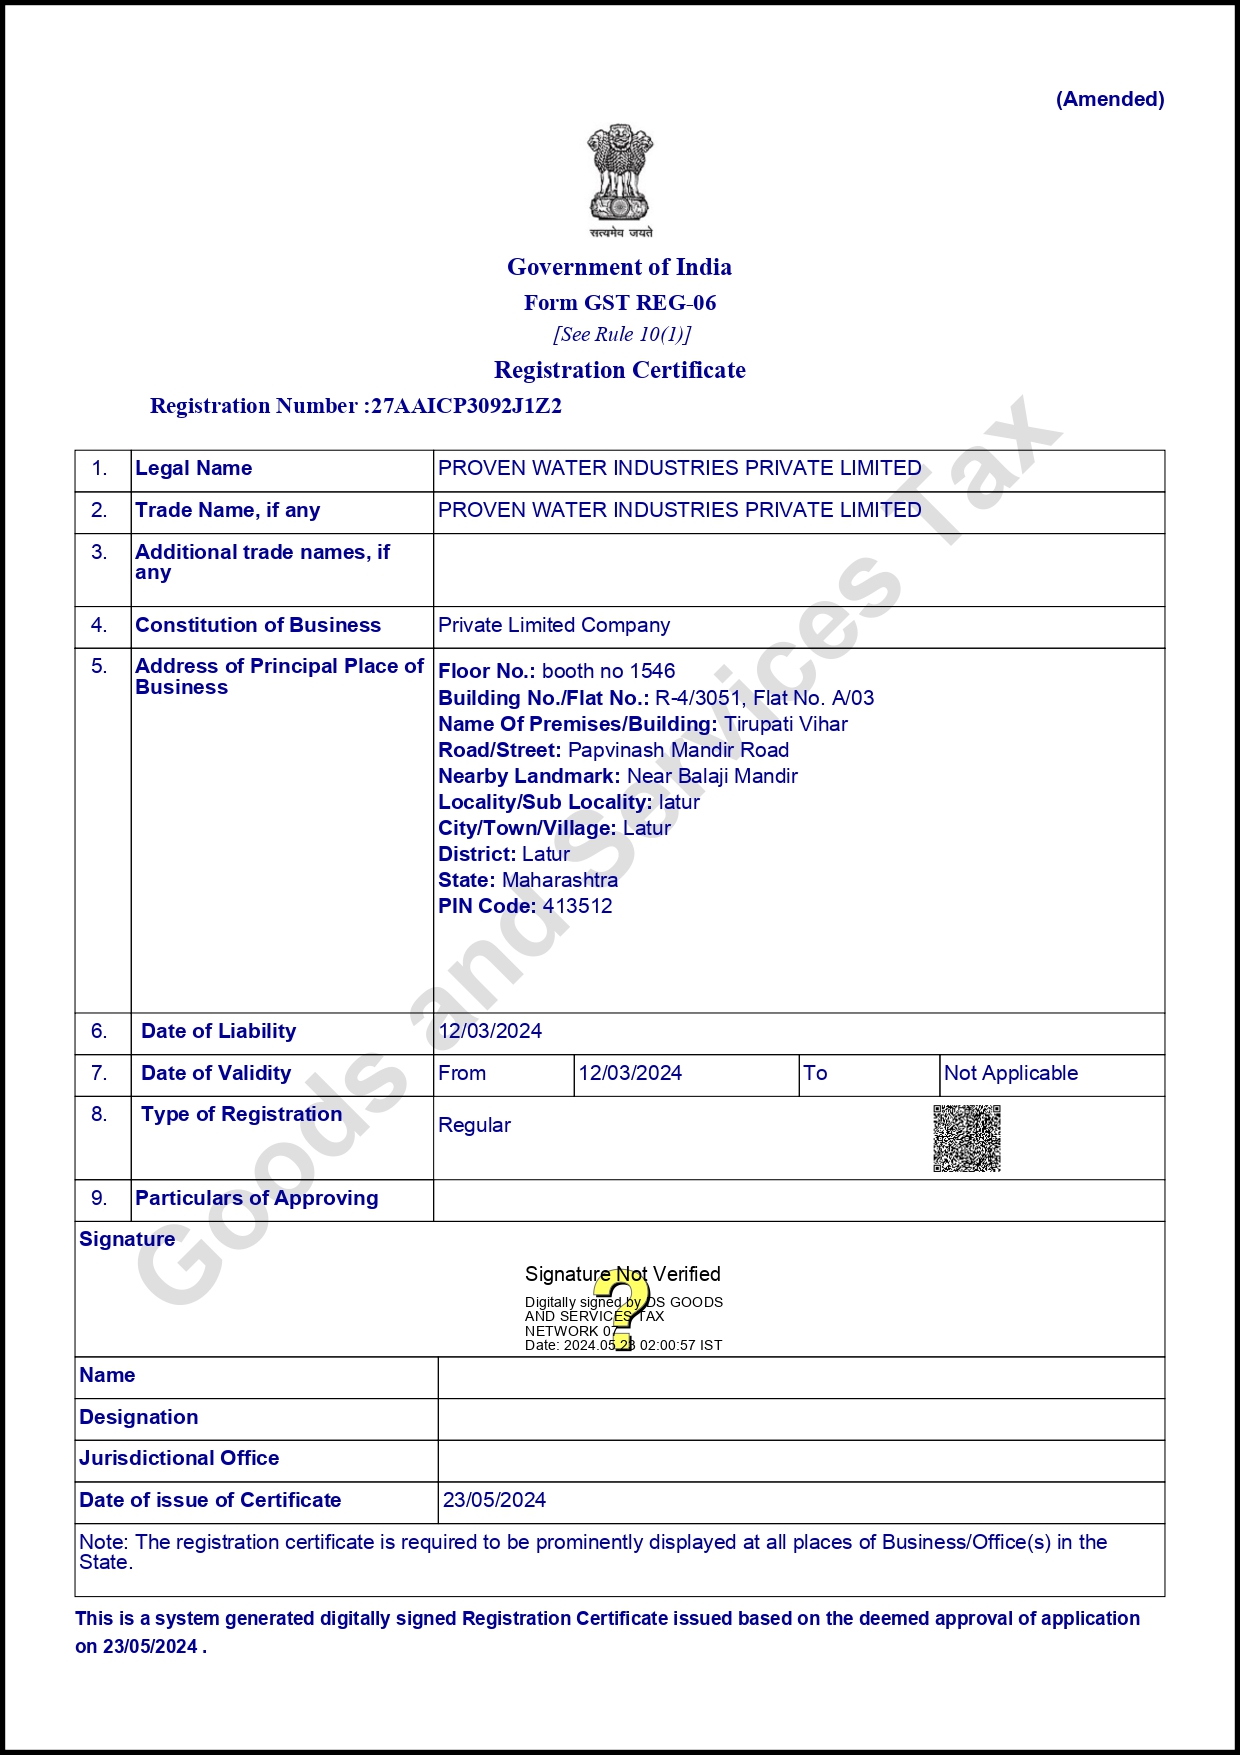 (Amended)
सत्यमेव जयते
Government of India
Form GST REG-06
[See Rule 10(1)]
Registration Certificate
Registration Number :27AAICP3092J1Z2
1. Legal Name PROVEN WATER INDUSTRIES PRIVATE LIMITED
2. Trade Name, if any PROVEN WATER INDUSTRIES PRIVATE LIMITED
3. Additional trade names, if
any
4. Constitution of Business Private Limited Company
5. Address of Principal Place of
Business
Floor No.: booth no 1546
Building No./Flat No.: R-4/3051, Flat No. A/03
Name Of Premises/Building: Tirupati Vihar
Road/Street: Papvinash Mandir Road
Nearby Landmark: Near Balaji Mandir
Locality/Sub Locality: latur
City/Town/Village: Latur
District: Latur
State: Maharashtra
PIN Code: 413512
6. Date of Liability 12/03/2024
7. Date of Validity From 12/03/2024 To Not Applicable
8. Type of Registration Regular
9. Particulars of Approving
Signature
Signature Not Verified
Digitally signed by DS GOODS
AND SERVICES TAX
NETWORK 07
Date: 2024.05.23 02:00:57 IST
Name
Designation
Jurisdictional Office
Date of issue of Certificate 23/05/2024
Note: The registration certificate is required to be prominently displayed at all places of Business/Office(s) in the
State.
This is a system generated digitally signed Registration Certificate issued based on the deemed approval of application
on 23/05/2024 .
Goods and Services Tax